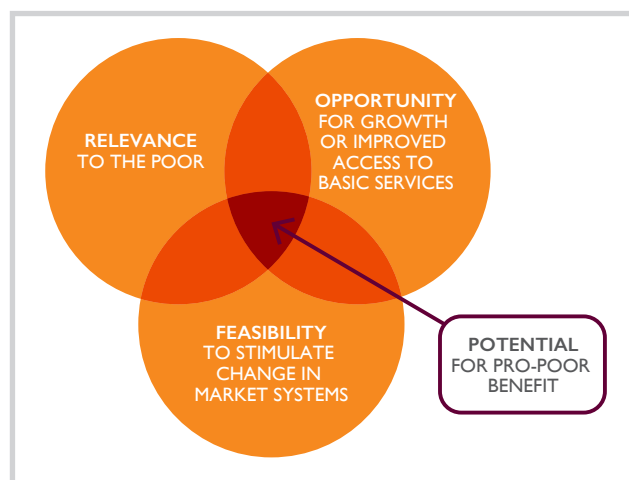 RELEVANCE
TO THE POOR
OPPORTUNITY
FOR GROWTH
OR IMPROVED
ACCESS TO
BASIC SERVICES
FEASIBILITY
TO STIMULATE
CHANGE IN
MARKET SYSTEMS
POTENTIAL
FOR PRO-POOR
BENEFIT